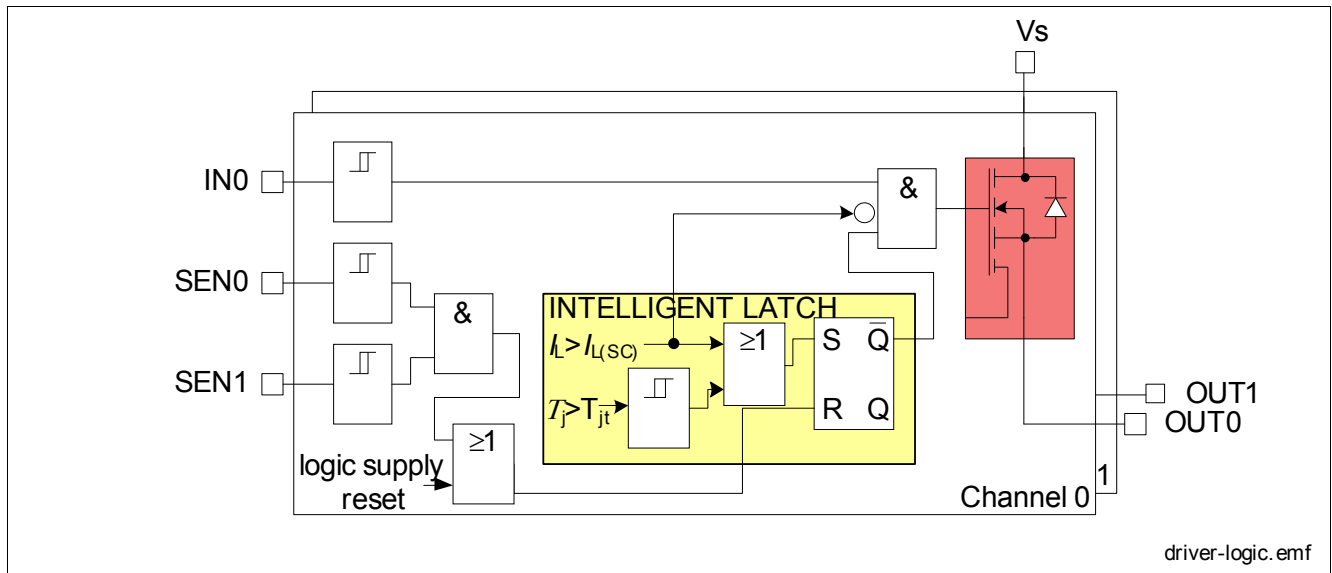 Vs
IN0
&
SEN0
&
INTELLIGENT LATCH
IL>IL(SC)
≥1
S Q̅
SEN1
Tj>Tjt
R Q
OUT1
OUT0
≥1
logic supply
reset
1
Channel 0
driver-logic.emf